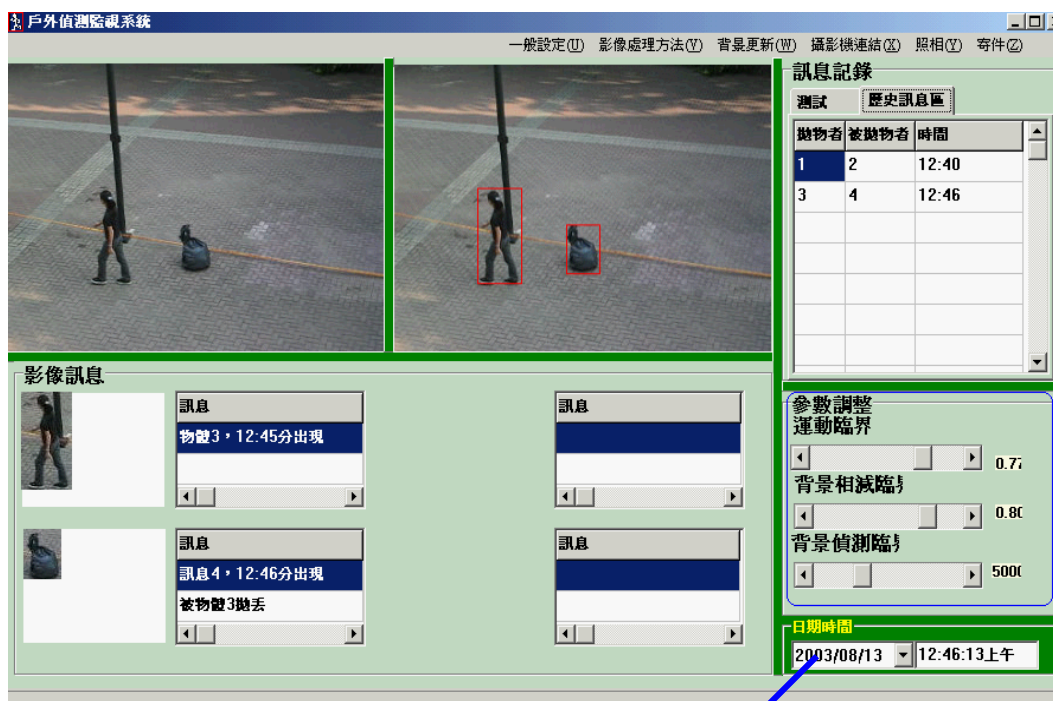 戶外偵測監視系統
一般設定(U) 影像處理方法(V) 背景更新(W) 攝影機連結(X) 照相(Y) 寄件(Z)
訊息記錄
測試 歷史訊息區
拋物者 被拋物者 時間
1 2 12:40
3 4 12:46
影像訊息
訊息
物體3，12:45分出現
訊息
訊息
訊息4，12:46分出現
被物體3拋丟
訊息
參數調整
運動臨界
0.77
背景相減臨界
0.80
背景偵測臨界
5000
日期時間
2003/08/13 12:46:13上午